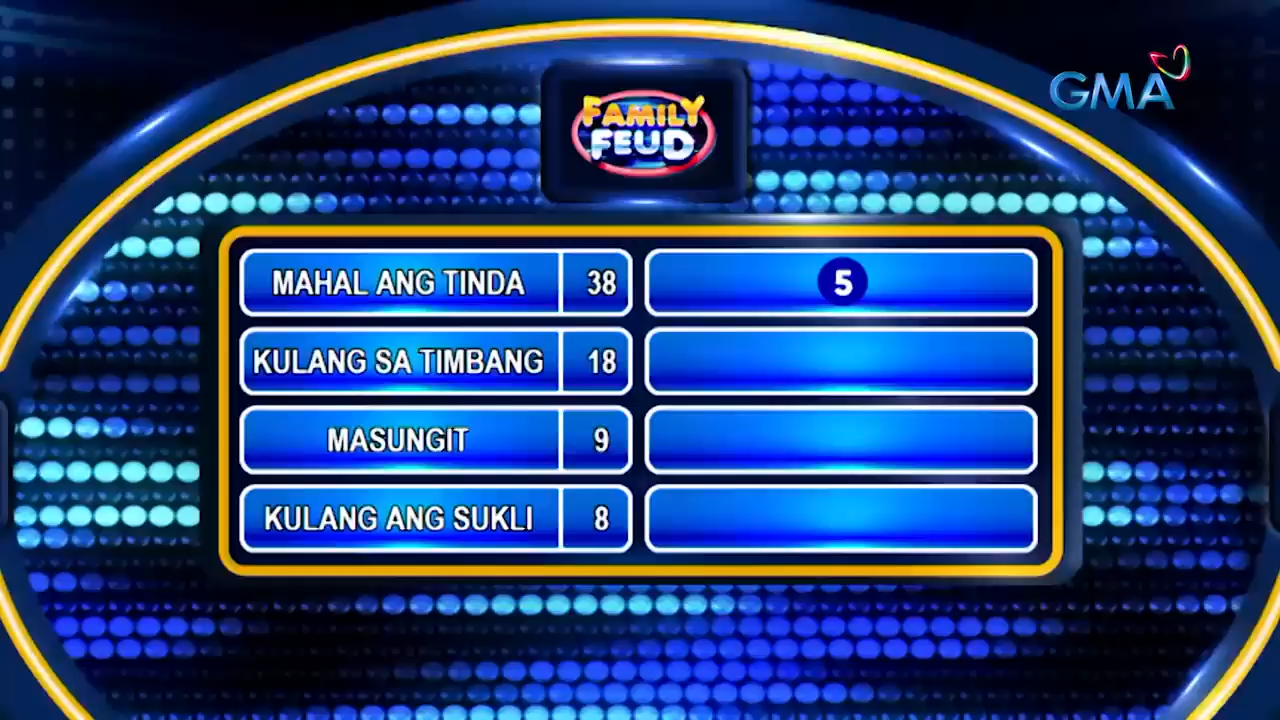 GMA
FAMILY
FEUD
MAHAL ANG TINDA 38
5
KULANG SA TIMBANG 18
MASUNGIT 9
KULANG ANG SUKLI 8